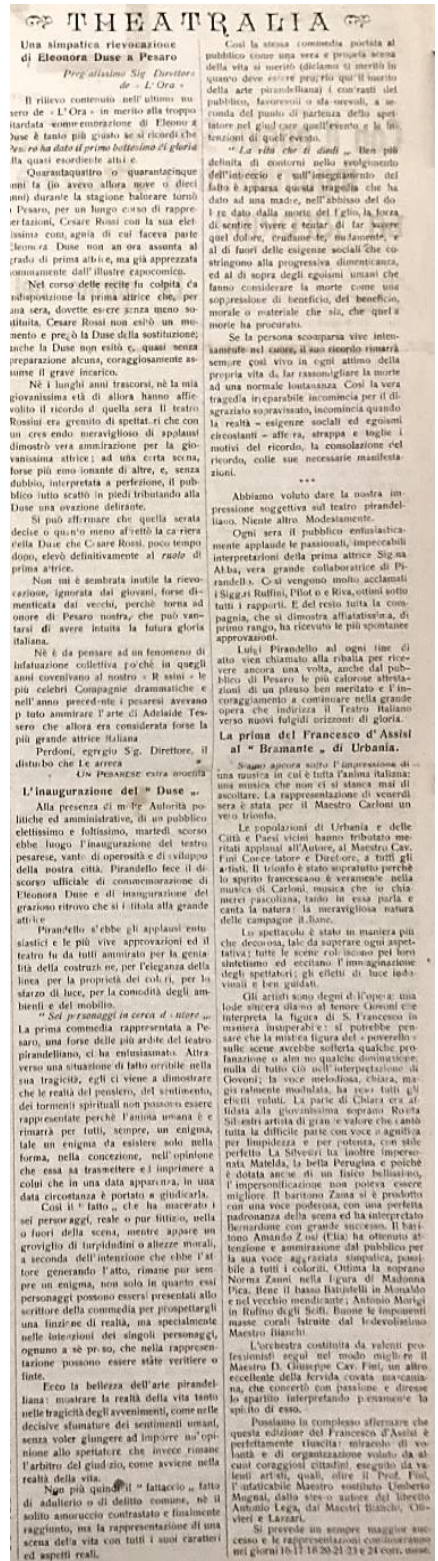 THEATRALIA
Una simpatica rievocazione
di Eleonora Duse a Pesaro
Pregatissimo Sig Direttore
de « L'Ora »
Il rilievo contenuto nell'ultimo nu-
sero de « L'Ora » in merito alla troppo
itardata commemorazione di Eleono a
Duse è tanto più giusto se si ricordi che
Pesaro ha dato il primo battesimo di gloria
alla quasi esordiente attrice.
Quarantaquattro o quarantacinque
anni fa (io avevo allora nove o dieci
anni) durante la stagione balneare tornò
a Pesaro, per un lungo corso di rappre-
sertazioni, Cesare Rossi con la sua elet-
tissima compagnia di cui faceva parte
Eleonora Duse non ancora assunta al
grado di prima attrice, ma già apprezzata
sommamente dall'illustre capocomico.
Nel corso delle recite fu colpita da
indisposizione la prima attrice che, per
una sera, dovette essere senza meno so-
stituita. Cesare Rossi non esitò un mo-
mento e pregò la Duse della sostituzione;
anche la Duse non esitò e, quasi senza
preparazione alcuna, coraggiosamente as-
sunse il grave incarico.
Nè i lunghi anni trascorsi, nè la mia
giovanissima età di allora hanno affie-
volito il ricordo di quella sera Il teatro
Rossini era gremito di spettatori che con
un crescendo meraviglioso di applausi
dimostrò vera ammirazione per la gio-
vanissima attrice; ad una certa scena,
forse più emozionante di altre, e, senza
dubbio, interpretata a perfezione, il pub-
blico tutto scattò in piedi tributando alla
Duse una ovazione delirante.
Si può affermare che quella serata
decise o quanto meno affrettò la carriera
della Duse che Cesare Rossi, poco tempo
dopo, elevò definitivamente al ruolo di
prima attrice.
Non mi è sembrata inutile la rievo-
cazione, ignorata dai giovani, forse di-
menticata dai vecchi, perchè torna ad
onore di Pesaro nostra, che può van-
tarsi di avere intuita la futura gloria
italiana.
Nè è da pensare ad un fenomeno di
infatuazione collettiva poichè in quegli
anni covenivano al nostro « Rossini » le
più celebri Compagnie drammatiche e
nell'anno precedente i pesaresi avevano
potuto ammirare l'arte di Adelaide Tes-
sero che allora era considerata forse la
più grande attrice italiana
Perdoni, egregio Sig. Direttore, il
disturbo che Le arreca
UN PESARESE extra moenia
L'inaugurazione del " Duse „.
Alla presenza di molte Autorità po-
litiche ed amministrative, di un pubblico
elettissimo e foltissimo, martedì scorso
ebbe luogo l'inaugurazione del teatro
pesarese, vanto di operosità e di sviluppo
della nostra città. Pirandello fece il di-
scorso ufficiale di commemorazione di
Eleonora Duse e di inaugurazione del
grazioso ritrovo che si intitola alla grande
attrice
Pirandello s'ebbe gli applausi entu-
siastici e le più vive approvazioni ed il
teatro fu da tutti ammirato per la genia-
lità della costruzione, per l'eleganza della
linea per la proprietà dei colori, per lo
sfarzo di luce, per la comodità degli am-
bienti e del mobilio.
" Sei personaggi in cerca d'autore „
La prima commedia rappresentata a Pe-
saro, una forse delle più ardite del teatro
pirandelliano, ci ha entusiasmato. Attra-
verso una situazione di fatto orribile nella
sua tragicità, egli ci viene a dimostrare
che le realtà del pensiero, del sentimento,
dei tormenti spirituali non possono essere
rappresentate perchè l'anima umana è e
rimarrà per tutti, sempre, un enigma,
tale un enigma da esistere solo nella
forma, nella concezione, nell'opinione
che essa sa trasmettere ed imprimere a
colui che in una data apparenza, in una
data circostanza è portato a giudicarla.
Così il " fatto „ che ha macerato i
sei personaggi, reale o pur fittizio, nella
o fuori della scena, mentre appare un
groviglio di turpitudini o altezze morali,
a seconda dell'intenzione che ebbe l'at-
tore generando l'atto, rimane pur sem-
pre un enigma, non solo in quanto essi
personaggi possono essersi presentati allo
scrittore della commedia per prospettargli
una finzione di realtà, ma specialmente
nelle intenzioni dei singoli personaggi,
ognuno a sè preso, che nella rappresen-
tazione possono essere state veritiere o
finte.
Ecco la bellezza dell'arte pirandel-
liana: mostrare la realtà della vita tanto
nelle tragicità degli avvenimenti, come nelle
decisive sfumature dei sentimenti umani,
senza voler giungere ad imporre un'opi-
nione allo spettatore che invece rimane
l'arbitro del giudizio, come avviene nella
realtà della vita.
Non più quindi il " fattaccio „ fatto
di adulterio o di delitto comune, nè il
solito amoruccio contrastato e finalmente
raggiunto, ma la rappresentazione di una
scena della vita con tutti i suoi caratteri
ed aspetti reali.
Così la stessa commedia portata al
pubblico come una vera e propria scena
della vita si meritò (diciamo si meritò in
quanto deve essere proprio qui il merito
della arte pirandelliana) i contrasti del
pubblico, favorevoli o sfavorevoli, a se-
conda del punto di partenza dello spet-
tatore nel giudicare quell'evento e le in-
tenzioni di quell'evento.
" La vita che ti diedi „ Ben più
definita di contorni nello svolgimento
dell'intreccio e sull'insegnamento del
fatto è apparsa questa tragedia che ha
dato ad una madre, nell'abbisso del do-
lore dato dalla morte del figlio, la forza
di sentire vivere e tentar di far vivere
quel dolore, crudamente, nudamente, e
al di fuori delle esigenze sociali che co-
stringono alla progressiva dimenticanza,
ed al di sopra degli egoismi umani che
fanno considerare la morte come una
soppressione di beneficio, del beneficio,
morale o materiale che sia, che quella
morte ha procurato.
Se la persona scomparsa vive inten-
samente nel cuore, il suo ricordo rimarrà
sempre così vivo in ogni attimo della
propria vita da far rassomigliare la morte
ad una normale lontananza Così la vera
tragedia irreparabile incomincia per il di-
sgraziato sopravissuto, incomincia quando
la realtà - esigenze sociali ed egoismi
circostanti - afferra, strappa e toglie i
motivi del ricordo, la consolazione del
ricordo, colle sue necessarie manifesta-
zioni.
***
Abbiamo voluto dare la nostra im-
pressione soggettiva sul teatro pirandel-
liano. Niente altro. Modestamente.
Ogni sera il pubblico entusiastica-
mente applaude le passionali, impeccabili
interpretazioni della prima attrice Sig.na
Alba, vera grande collaboratrice di Pi-
randello. Così vengono molto acclamati
i Sigg.ri Ruffini, Pilotto e Riva, ottimi sotto
tutti i rapporti. E del resto tutta la com-
pagnia, che si dimostra affiatatissima, di
primo rango, ha ricevuto le più spontanee
approvazioni.
Luigi Pirandello ad ogni fine di
atto vien chiamato alla ribalta per rice-
vere ancora una volta, anche dal pub-
blico di Pesaro le più calorose attesta-
zioni di un plauso ben meritato e l'in-
coraggiamento a continuare nella grande
opera che indirizza il Teatro Italiano
verso nuovi fulgidi orizzonti di gloria.
La prima del Francesco d'Assisi
al " Bramante „ di Urbania.
Siamo ancora sotto l'impressione di
una musica in cui è tutta l'anima italiana:
una musica che non ci si stanca mai di
ascoltare. La rappresentazione di venerdì
sera è stata per il Maestro Carloni un
vero trionfo.
Le popolazioni di Urbania e delle
Città e Paesi vicini hanno tributato me-
ritati applausi all'Autore, al Maestro Cav.
Fini Concertatore e Direttore, a tutti gli
artisti. Il trionfo è stato sopratutto perchè
lo spirito francescano è veramente nella
musica di Carloni, musica che io chia-
merei pascoliana, tanto in essa parla e
canta la natura: la meravigliosa natura
delle campagne italiane.
Lo spettacolo è stato in maniera più
che decorosa, tale da superare ogni aspet-
tativa; tutte le scene colpiscono pel loro
sintetismo ed eccitano l'immaginazione
degli spettatori; gli effetti di luce indo-
vinati e ben guidati.
Gli artisti sono degni dell'opera: una
lode sincera diamo al tenore Govoni che
interpreta la figura di S. Francesco in
maniera insuperabile: si potrebbe pen-
sare che la mistica figura del « poverello »
sulle scene avrebbe sofferta qualche pro-
fanazione o almeno qualche diminuzione;
nulla di tutto ciò nell'interpretazione di
Govoni; la voce melodiosa, chiara, ma-
gistralmente modulata, ha reso tutti gli
effetti voluti. La parte di Chiara era af-
fidata alla giovanissima soprano Rosita
Silvestri artista di gran valore che cantò
tutta la difficile parte con voce magnifica
per limpidezza e per potenza, con stile
perfetto La Silvestri ha inoltre imperso-
nata Matelda, la bella Perugina e poichè
è dotata anche di un fisico bellissimo,
l'impersonificazione non poteva essere
migliore. Il baritono Zama si è prodotto
con una voce poderosa, con una perfetta
padronanza della scena ed ha interpretato
Bernardone con grande successo. Il bari-
tono Amando Zosi (Elia) ha ottenuto at-
tenzione e ammirazione dal pubblico per
la sua voce aggraziata simpatica, passi-
bile a tutti i coloriti. Ottima la soprano
Norma Zanni nella figura di Madonna
Pica. Bene il basso Battistelli in Monaldo
e nel vecchio mendicante; Antonio Morigi
in Rufino degli Scifi. Buone le imponenti
masse corali istruite dal lodevolissimo
Maestro Bianchi.
L'orchestra costituita da valenti pro-
fessionisti seguì nel modo migliore il
Maestro D. Giuseppe Cav. Fini, un altro
eccellente della fervida covata mascania-
na, che concertò con passione e diresse
lo spartito interpretando pienamente lo
spirito di esso.
Possiamo in complesso affermare che
questa edizione del Francesco d'Assisi è
perfettamente riuscita: miracolo di vo-
lontà e di organizzazione voluto da al-
cuni coraggiosi cittadini, eseguito da va-
lenti artisti, quali, oltre il Prof. Fini,
l'infaticabile Maestro sostituto Umberto
Mugnai, dallo stesso autore del libretto
Antonio Lega, dai Maestri Bianchi, Oli-
vieri e Lazzari.
Si prevede un sempre maggior suc-
cesso e le rappresentazioni continueranno
nei giorni 16-17-18-20-21-23 e 24 corr. mese.